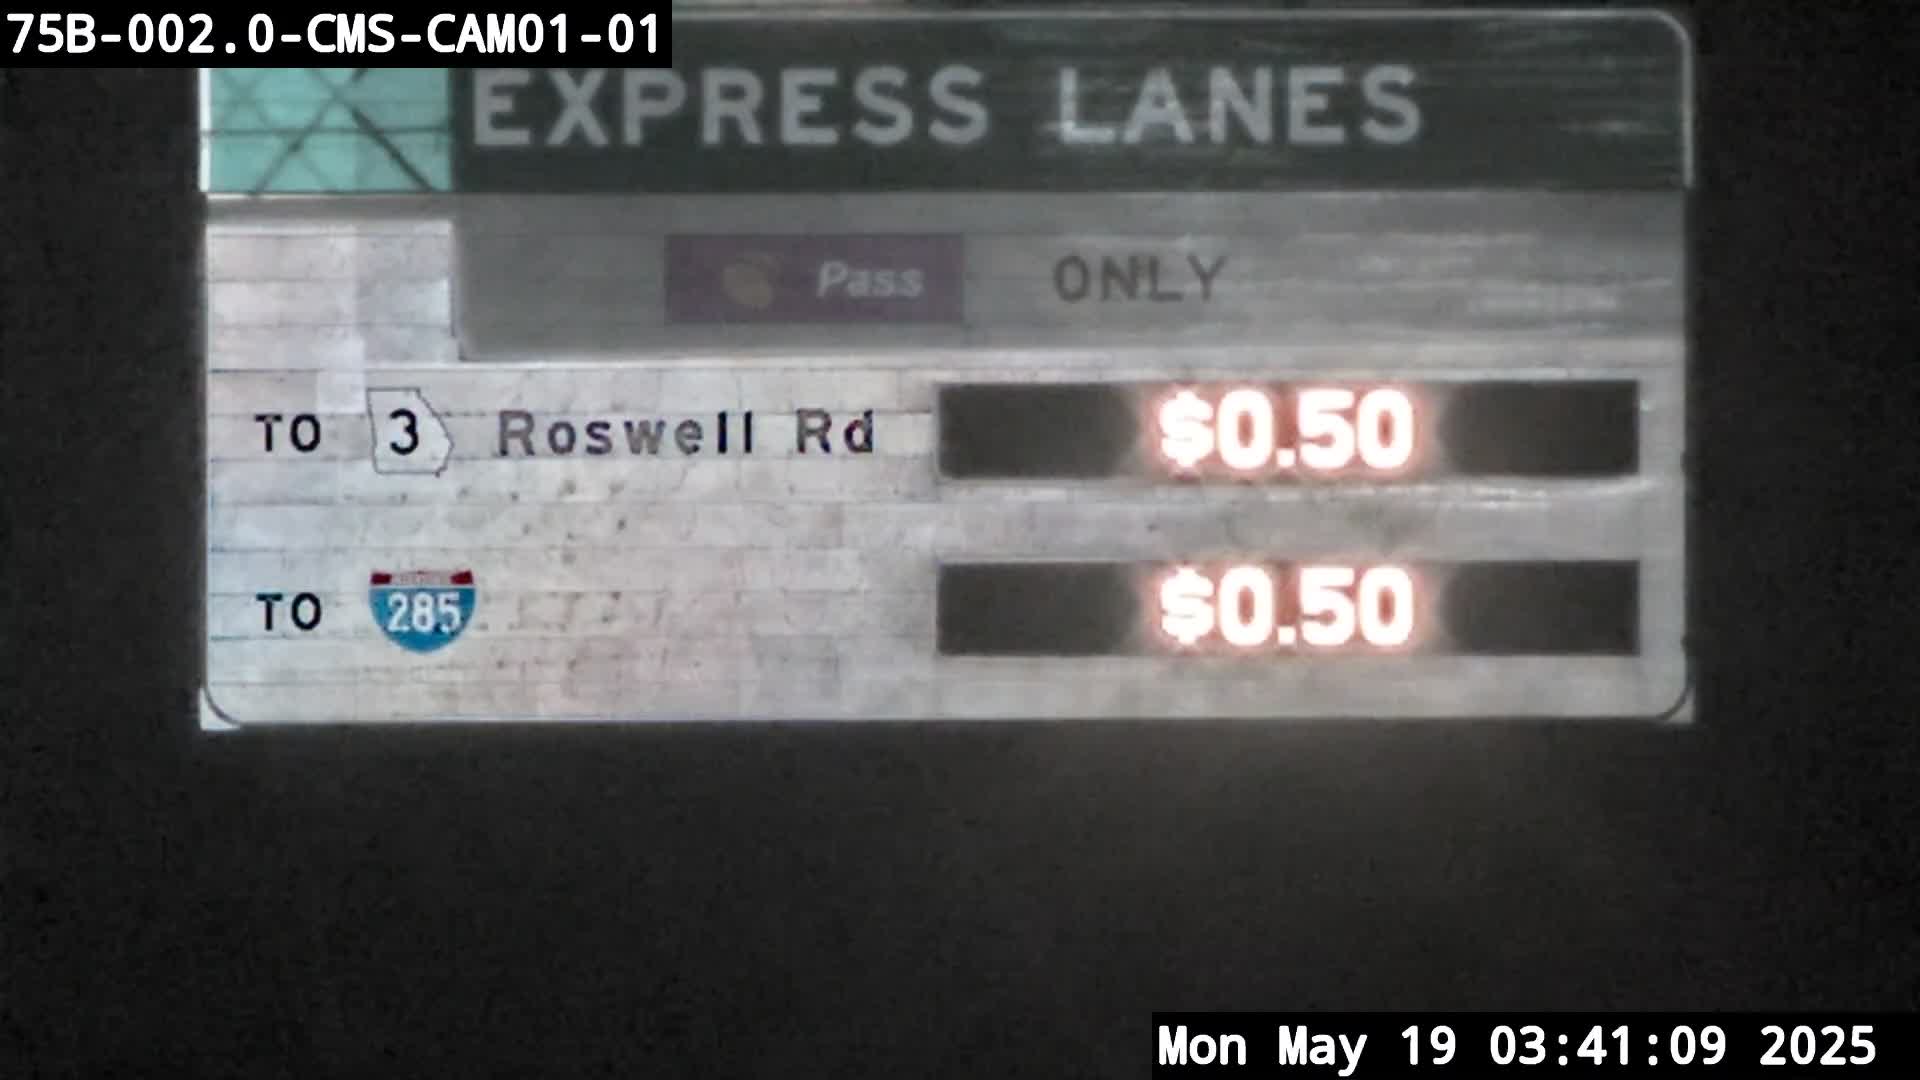 75B-002.0-CMS-CAM01-01
EXPRESS LANES
Pass ONLY
TO 3 Roswell Rd $0.50
TO 285 $0.50
Mon May 19 03:41:09 2025